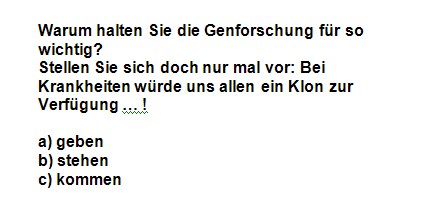 Warum halten Sie die Genforschung für so
wichtig?
Stellen Sie sich doch nur mal vor: Bei
Krankheiten würde uns allen ein Klon zur
Verfügung ... !
a) geben
b) stehen
c) kommen